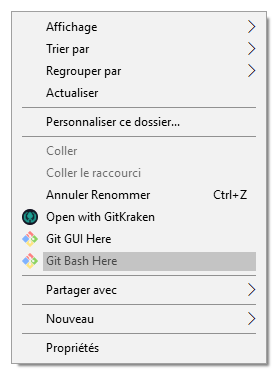 Affichage
Trier par
Regrouper par
Actualiser
Personnaliser ce dossier...
Coller
Coller le raccourci
Annuler Renommer Ctrl+Z
Open with GitKraken
Git GUI Here
Git Bash Here
Partager avec
Nouveau
Propriétés